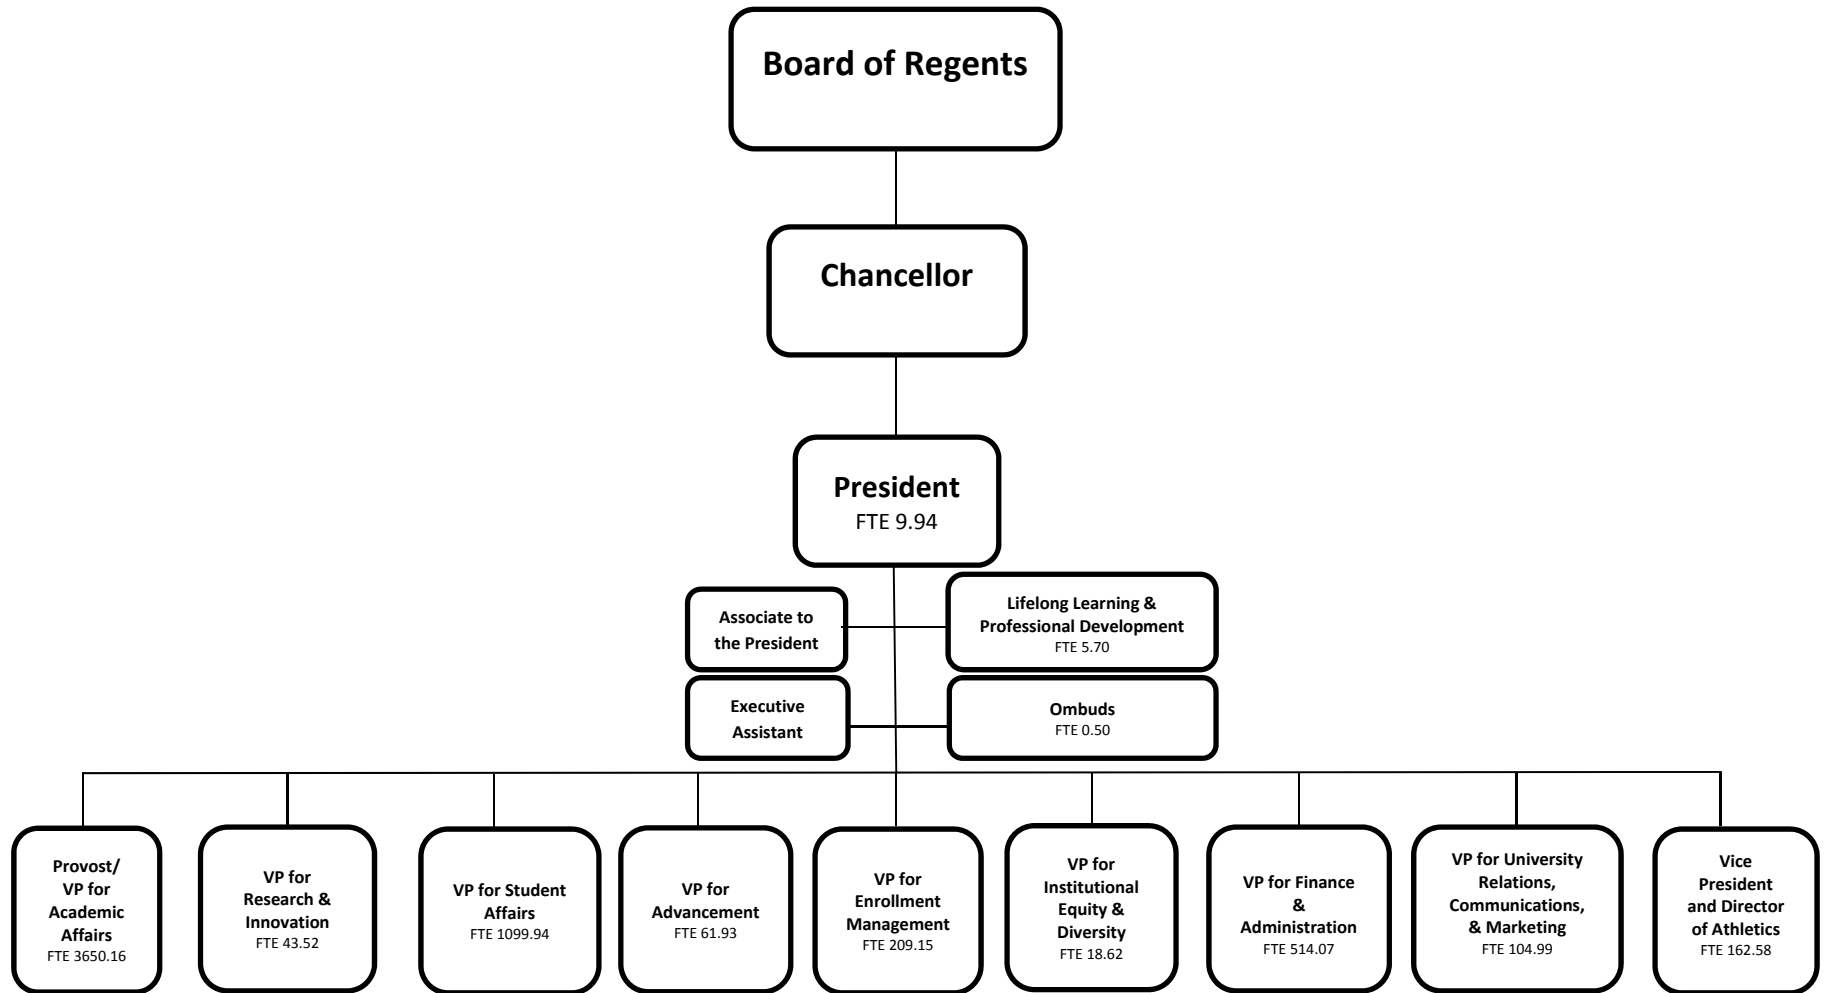 Board of Regents
Chancellor
President
FTE 9.94
Associate to
the President
Lifelong Learning &
Professional Development
FTE 5.70
Executive
Assistant
Ombuds
FTE 0.50
Provost/
VP for
Academic
Affairs
FTE 3650.16
VP for
Research &
Innovation
FTE 43.52
VP for Student
Affairs
FTE 1099.94
VP for
Advancement
FTE 61.93
VP for
Enrollment
Management
FTE 209.15
VP for
Institutional
Equity &
Diversity
FTE 18.62
VP for Finance
&
Administration
FTE 514.07
VP for University
Relations,
Communications,
& Marketing
FTE 104.99
Vice
President
and Director
of Athletics
FTE 162.58